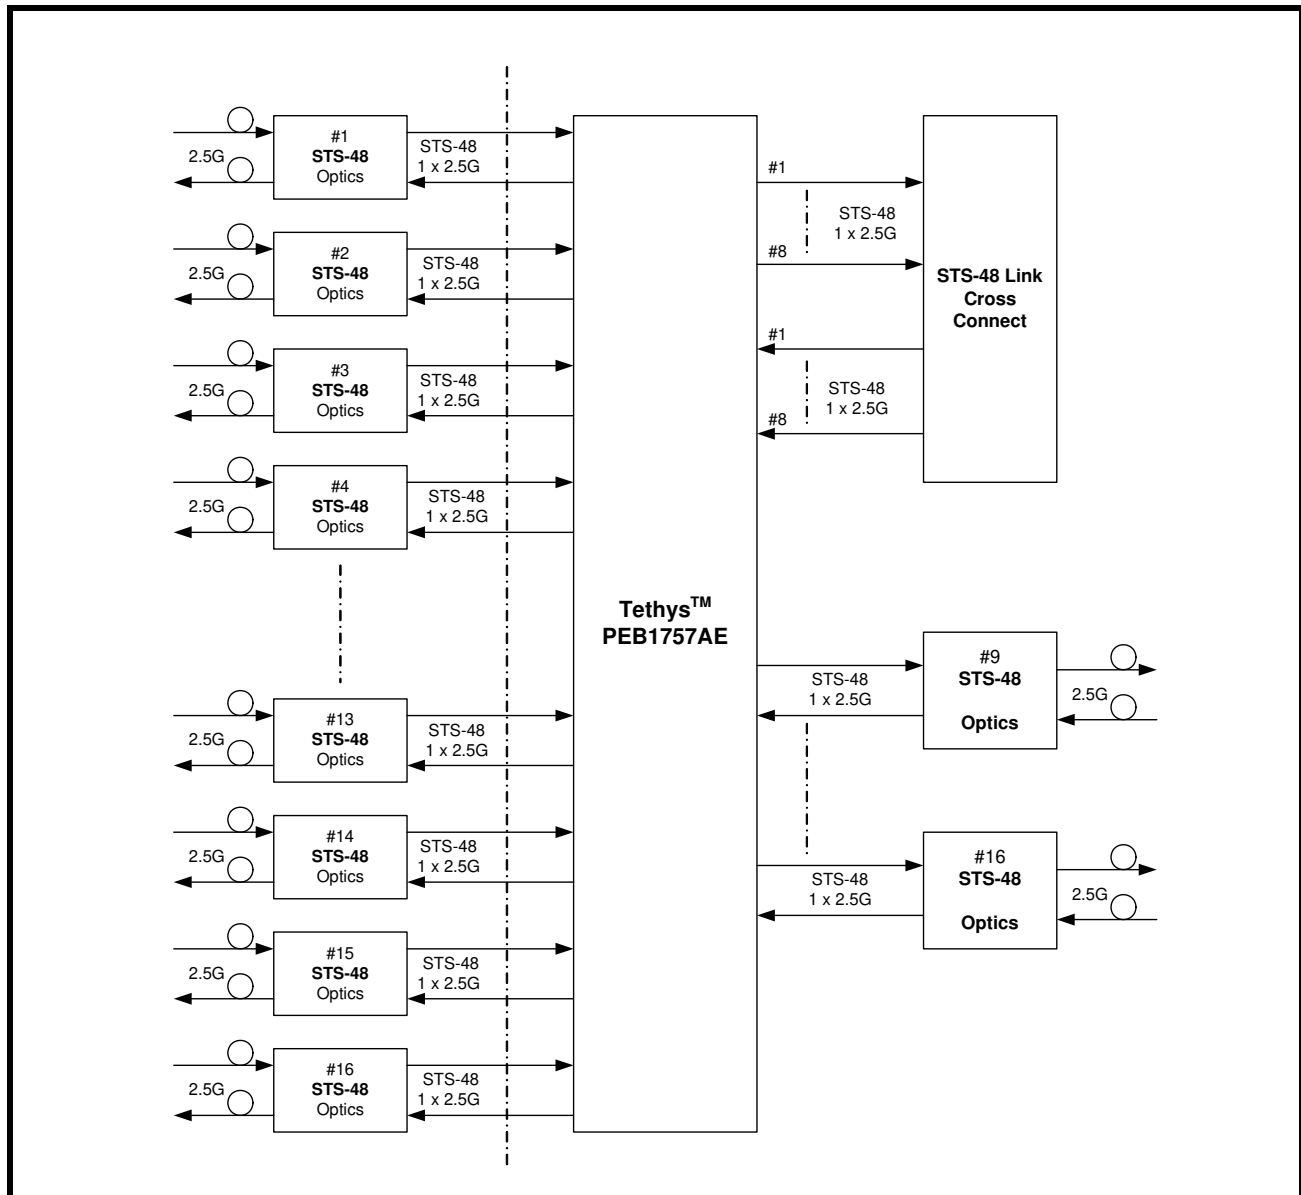 #1
STS-48
Optics
2.5G
STS-48
1 x 2.5G
#2
STS-48
Optics
2.5G
STS-48
1 x 2.5G
#3
STS-48
Optics
2.5G
STS-48
1 x 2.5G
#4
STS-48
Optics
2.5G
STS-48
1 x 2.5G
#13
STS-48
Optics
2.5G
STS-48
1 x 2.5G
#14
STS-48
Optics
2.5G
STS-48
1 x 2.5G
#15
STS-48
Optics
2.5G
STS-48
1 x 2.5G
#16
STS-48
Optics
2.5G
STS-48
1 x 2.5G
Tethys™
PEB1757AE
#1
STS-48
1 x 2.5G
#8
#1
STS-48
1 x 2.5G
#8
STS-48 Link
Cross
Connect
STS-48
1 x 2.5G
#9
STS-48
Optics
2.5G
STS-48
1 x 2.5G
#16
STS-48
Optics
2.5G